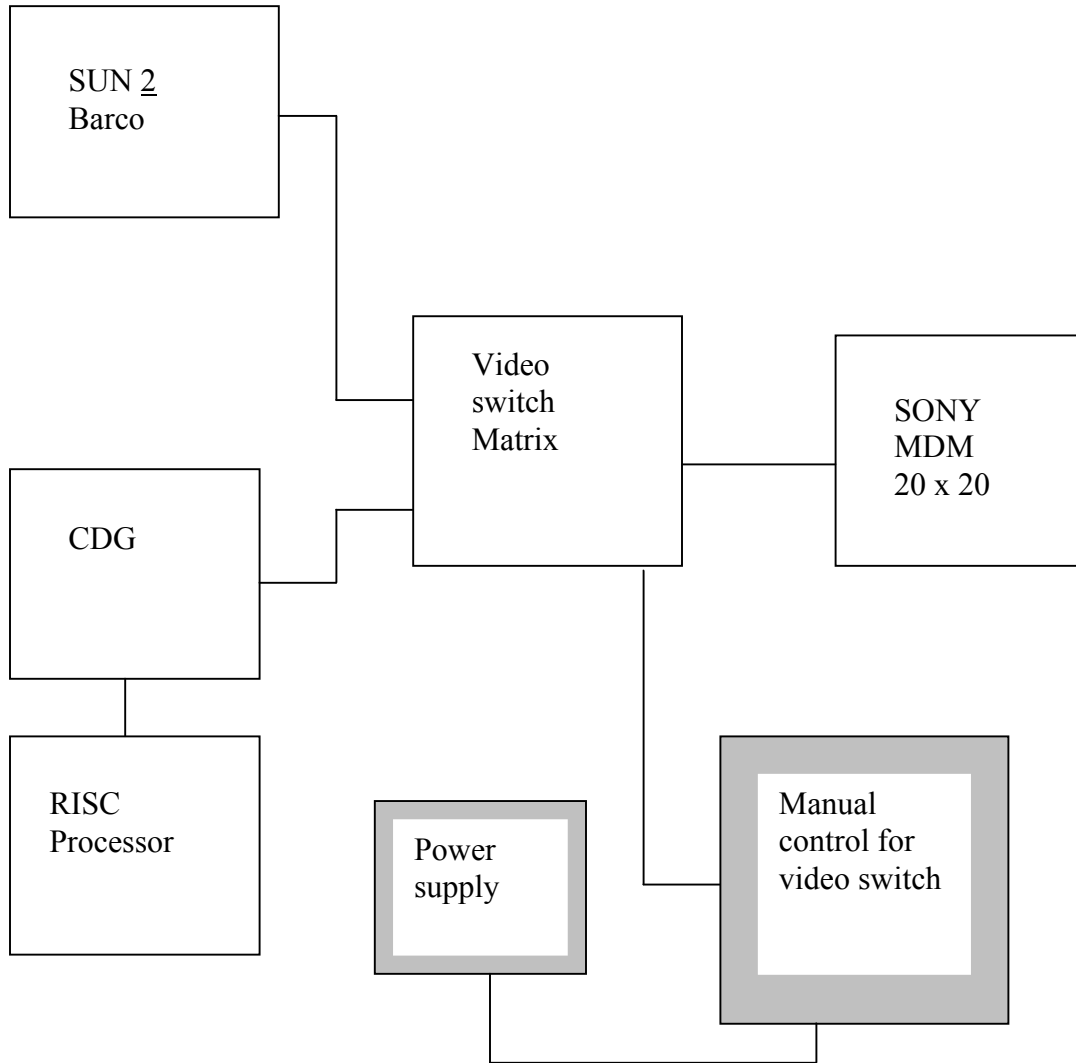 SUN 2
Barco
Video
switch
Matrix
SONY
MDM
20 x 20
CDG
RISC
Processor
Power
supply
Manual
control for
video switch